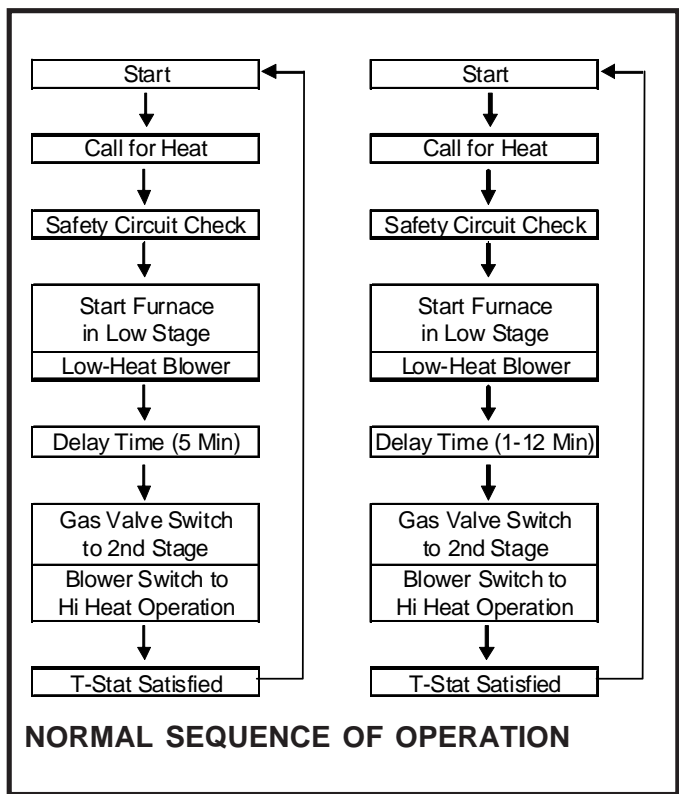 Start
Call for Heat
Safety Circuit Check
Start Furnace
in Low Stage
Low-Heat Blower
Delay Time (5 Min)
Gas Valve Switch
to 2nd Stage
Blower Switch to
Hi Heat Operation
T-Stat Satisfied
Start
Call for Heat
Safety Circuit Check
Start Furnace
in Low Stage
Low-Heat Blower
Delay Time (1-12 Min)
Gas Valve Switch
to 2nd Stage
Blower Switch to
Hi Heat Operation
T-Stat Satisfied
NORMAL SEQUENCE OF OPERATION